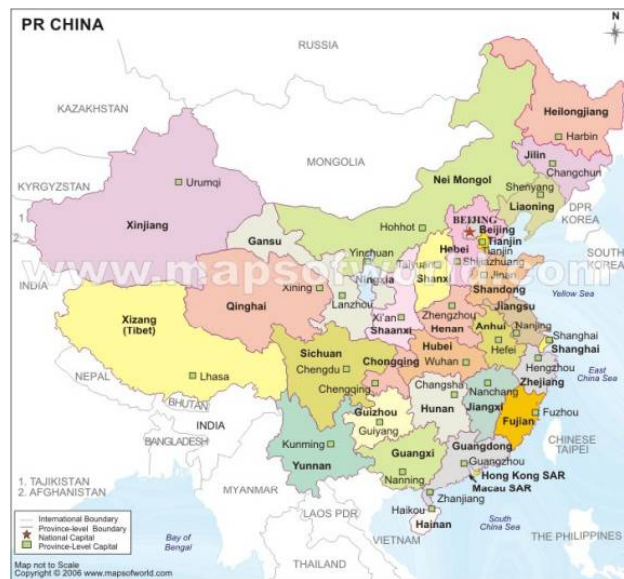 PR CHINA
N
RUSSIA
KAZAKHSTAN
Heilongjiang
Harbin
MONGOLIA
Jilin
Changchun
Nei Mongol
Shenyang
Liaoning
KYRGYZSTAN
Urumqi
1
2
DPR KOREA
BEIJING
Beijing
Xinjiang
Hohhot
Tianjin
Tianjin
Gansu
Hebei
SOUTH KOREA
Yinchuan
Shijiazhuang
Taiyuan
www.mapsofworld.com
INDIA
Ningxia
Shanxi
Jinan
Xining
Shandong
Yellow Sea
Qinghai
Lanzhou
Jiangsu
Xi'an
Zhengzhou
Xizang
(Tibet)
Shaanxi
Henan
Anhui
Nanjing
Shanghai
Hefei
Shanghai
Sichuan
Hubei
Chongqing
Wuhan
Hengzhou
Chengdu
Zhejiang
East
China Sea
NEPAL
Lhasa
Chengqing
Changsha
Nanchang
BHUTAN
Guizhou
Hunan
Jiangxi
Guiyang
Fuzhou
INDIA
Fujian
BANGLADESH
Kunming
Guangdong
CHINESE
TAIPEI
Yunnan
Guangxi
Guangzhou
Nanning
Hong Kong SAR
Macau SAR
1. TAJIKISTAN
2. AFGHANISTAN
MYANMAR
Zhanjiang
Haikou
LAOS PDR
Hainan
South
China Sea
International Boundary
Province-level Boundary
National Capital
Province-Level Capital
Bay of
Bengal
VIETNAM
THE PHILIPPINES
THAILAND
Map not to Scale
Copyright © 2006 www.mapsofworld.com